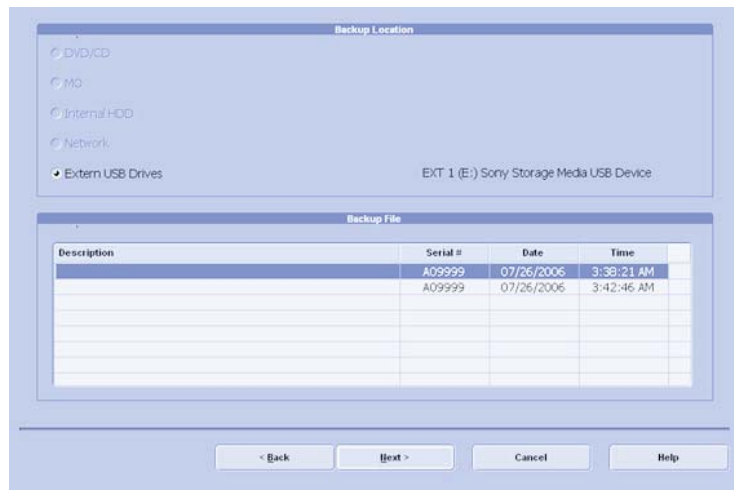 Backup Location
DVD/CD
MO
Internal HDD
Network
Extern USB Drives EXT 1 (E:) Sony Storage Media USB Device
Backup File
Description Serial # Date Time
A09999 07/26/2006 3:38:21 AM
A09999 07/26/2006 3:42:46 AM
< Back Next > Cancel Help